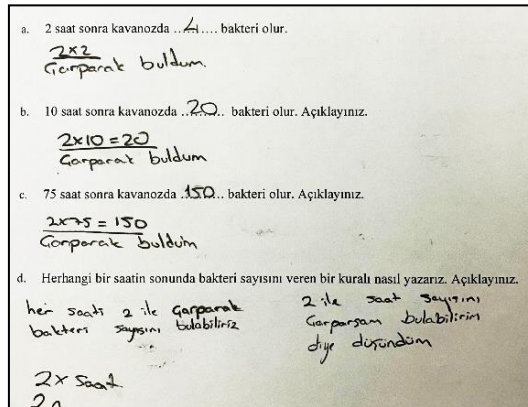 a. 2 saat sonra kavanozda ..4.... bakteri olur.
2x2
Çarparak buldum.
b. 10 saat sonra kavanozda ..20.. bakteri olur. Açıklayınız.
2x10=20
Çarparak buldum
c. 75 saat sonra kavanozda .150... bakteri olur. Açıklayınız.
2x75=150
Çarparak buldum
d. Herhangi bir saatin sonunda bakteri sayısını veren bir kuralı nasıl yazarız. Açıklayınız.
her saati 2 ile çarparak
bakteri sayısını bulabiliriz
2 ile saat sayısını
Çarparsam bulabilirim
diye düşündüm
2x saat